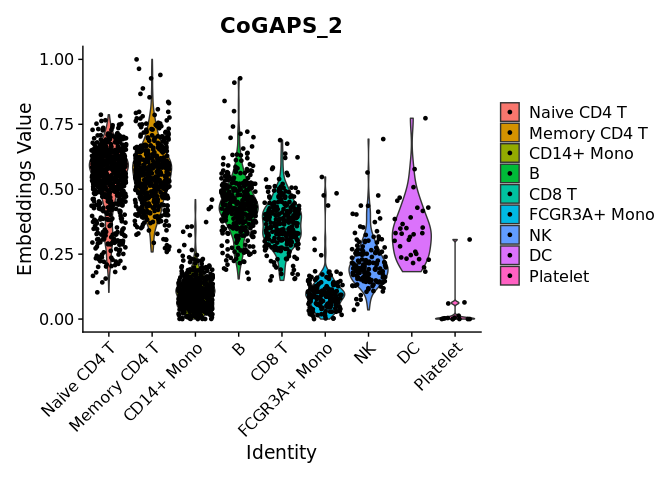 CoGAPS_2
Embeddings Value
1.00
0.75
0.50
0.25
0.00
Naive CD4 T
Memory CD4 T
CD14+ Mono
B
CD8 T
FCGR3A+ Mono
NK
DC
Platelet
Identity
Naive CD4 T
Memory CD4 T
CD14+ Mono
B
CD8 T
FCGR3A+ Mono
NK
DC
Platelet